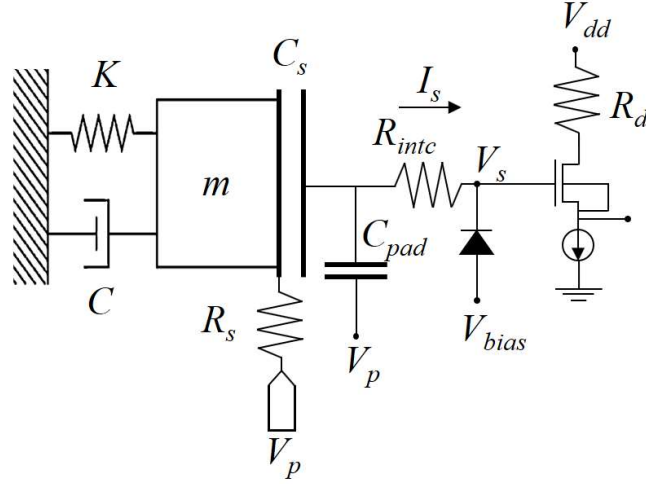 V_dd
K
C_s
I_s
R_d
R_intc
V_s
m
C_pad
C
R_s
V_p
V_bias
V_p